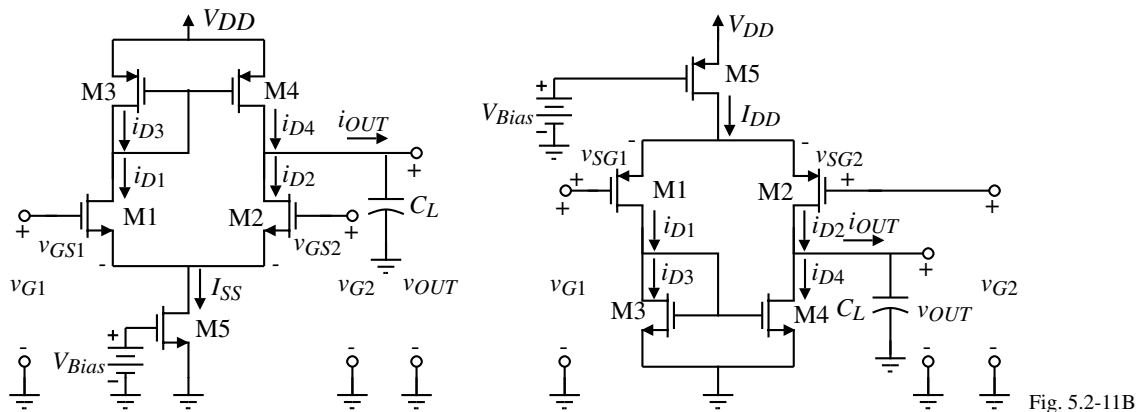 VDD
M3
M4
iD3
iD4
iOUT
iD1
iD2
+
M1
M2
CL
+
vGS1
vGS2
+
-
-
vG1
ISS
vG2
vOUT
+
M5
VBias
-
-
-
-
VDD
+
M5
VBias
-
IDD
-
-
vSG1
vSG2
+
M1
M2
+
+
+
iD1
iD2
iOUT
+
vG1
iD3
iD4
vG2
M3
M4
CL
vOUT
-
-
-
Fig. 5.2-11B